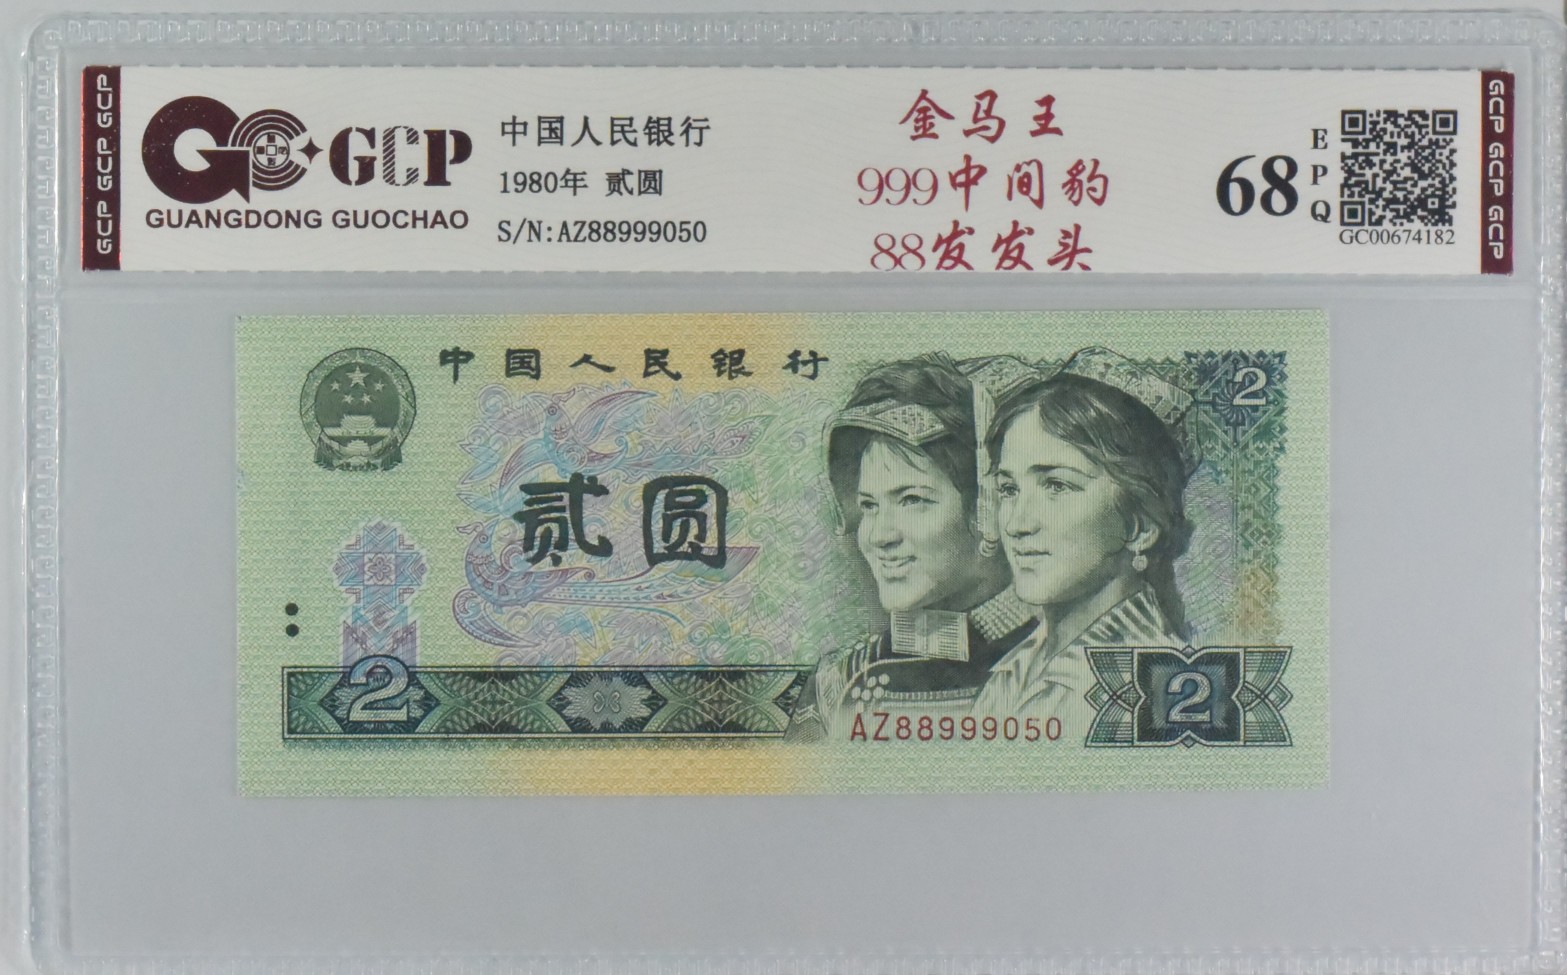 GCP GCP GCP
GCP
GUANGDONG GUOCHAO
中国人民银行
1980年 贰圆
S/N:AZ88999050
金马王
999中间豹
88发发头
68
EPQ
GC00674182
GCP GCP GCP
中国人民银行
2
贰圆
2
AZ88999050
2